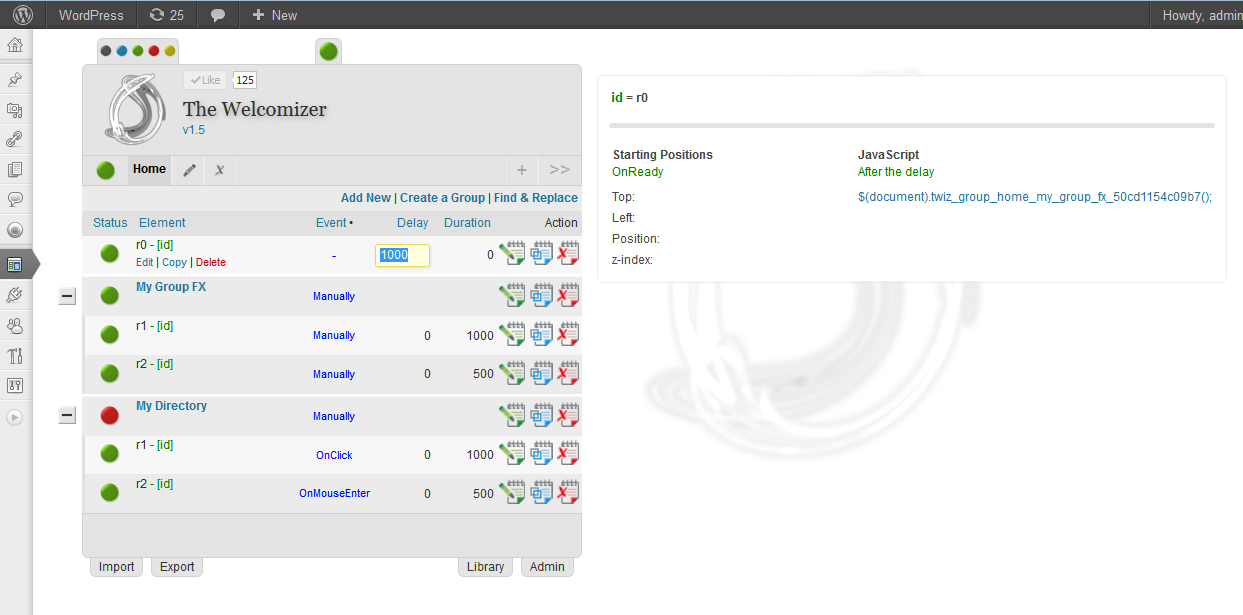 WordPress 25 + New Howdy, admin
Like 125
The Welcomizer
v1.5
Home x + >>
Add New | Create a Group | Find & Replace
Status Element Event • Delay Duration Action
r0 - [id] - 1000 0
Edit | Copy | Delete
My Group FX Manually
r1 - [id] Manually 0 1000
r2 - [id] Manually 0 500
My Directory Manually
r1 - [id] OnClick 0 1000
r2 - [id] OnMouseEnter 0 500
Import Export Library Admin
id = r0
Starting Positions JavaScript
OnReady After the delay
Top: $(document).twiz_group_home_my_group_fx_50cd1154c09b7();
Left:
Position:
z-index: